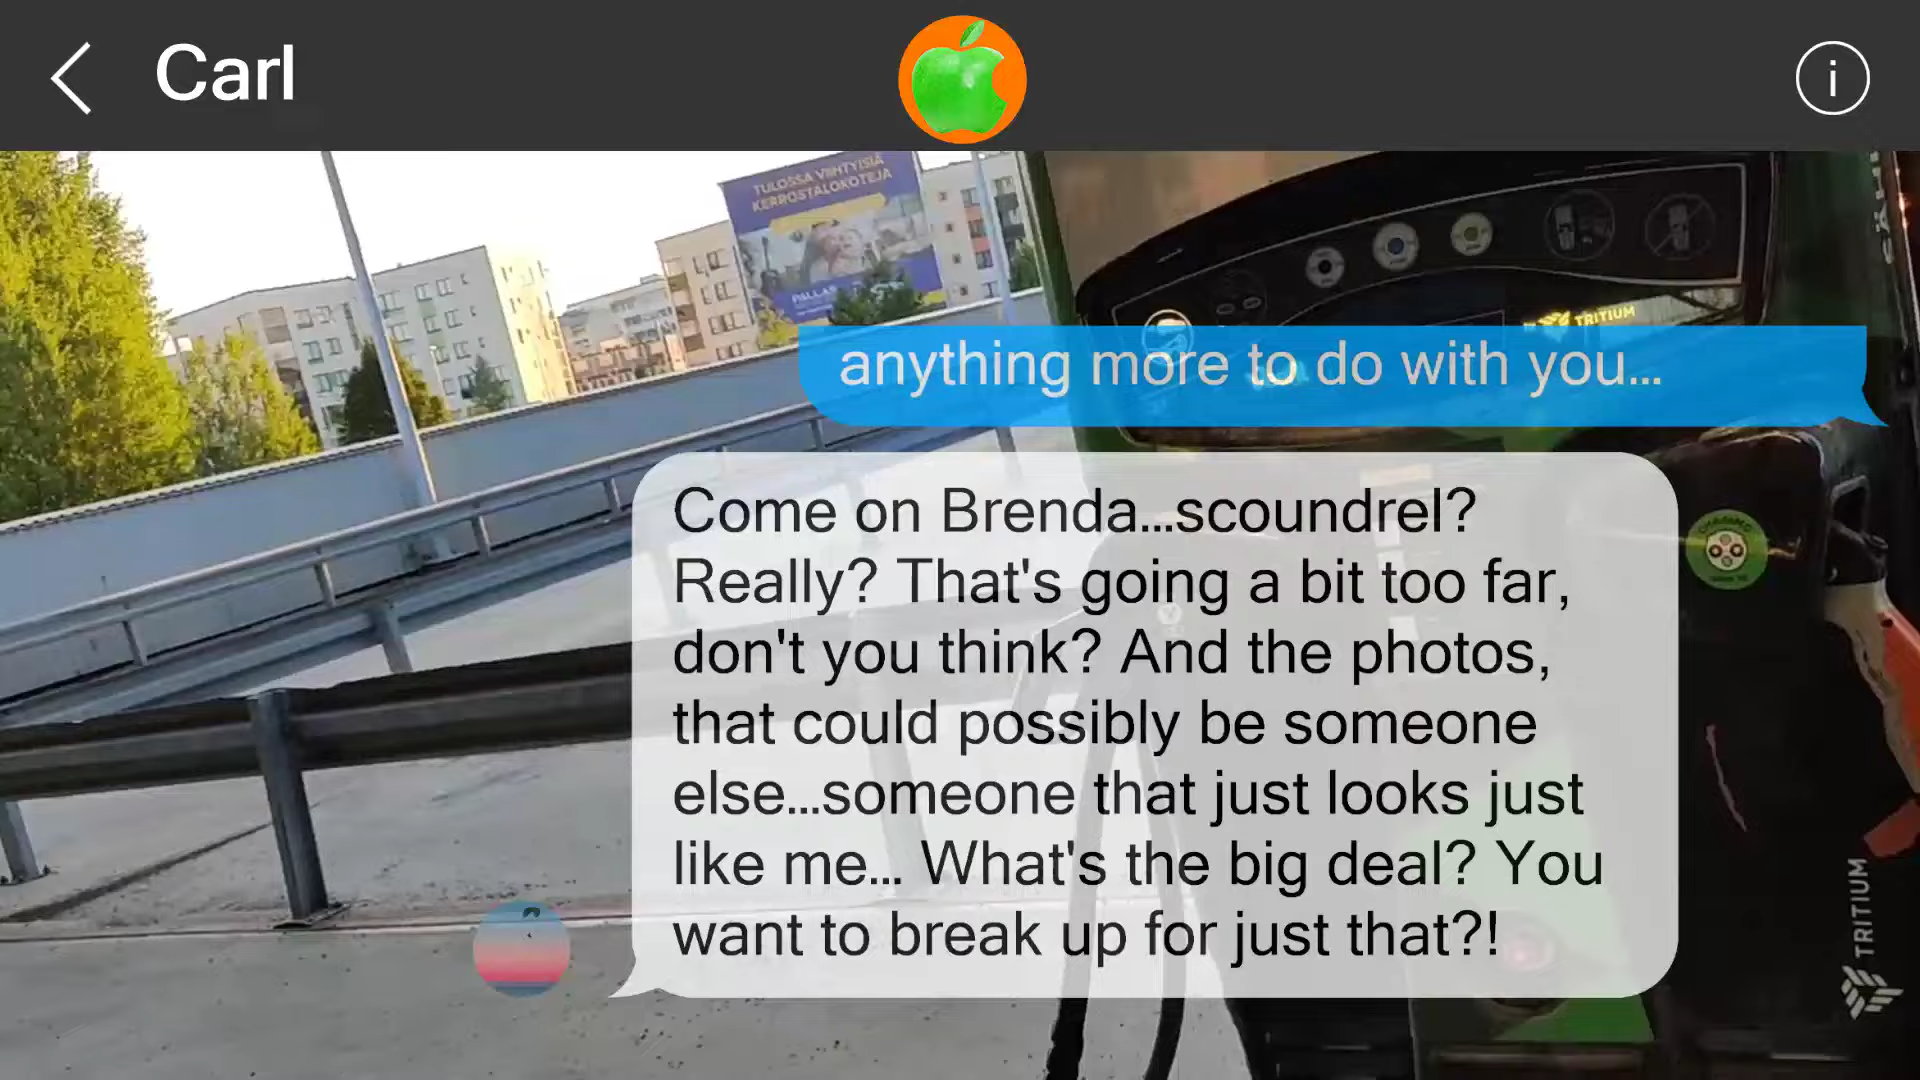 Carl
i
TULOSSA VIIHTYISIÄ
KERROSTALOKOTEJA
PALLAS
TRITIUM
anything more to do with you...
Come on Brenda...scoundrel?
Really? That's going a bit too far,
don't you think? And the photos,
that could possibly be someone
else...someone that just looks just
like me... What's the big deal? You
want to break up for just that?!
TRITIUM